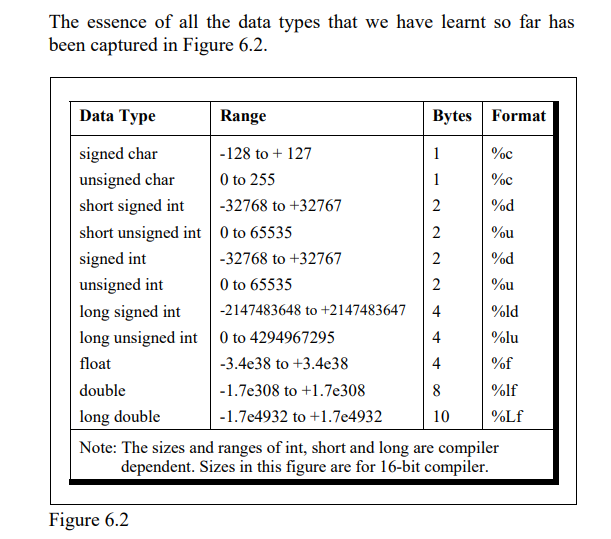 The essence of all the data types that we have learnt so far has
been captured in Figure 6.2.
Data Type Range Bytes Format
signed char -128 to + 127 1 %c
unsigned char 0 to 255 1 %c
short signed int -32768 to +32767 2 %d
short unsigned int 0 to 65535 2 %u
signed int -32768 to +32767 2 %d
unsigned int 0 to 65535 2 %u
long signed int -2147483648 to +2147483647 4 %ld
long unsigned int 0 to 4294967295 4 %lu
float -3.4e38 to +3.4e38 4 %f
double -1.7e308 to +1.7e308 8 %lf
long double -1.7e4932 to +1.7e4932 10 %Lf
Note: The sizes and ranges of int, short and long are compiler
dependent. Sizes in this figure are for 16-bit compiler.
Figure 6.2